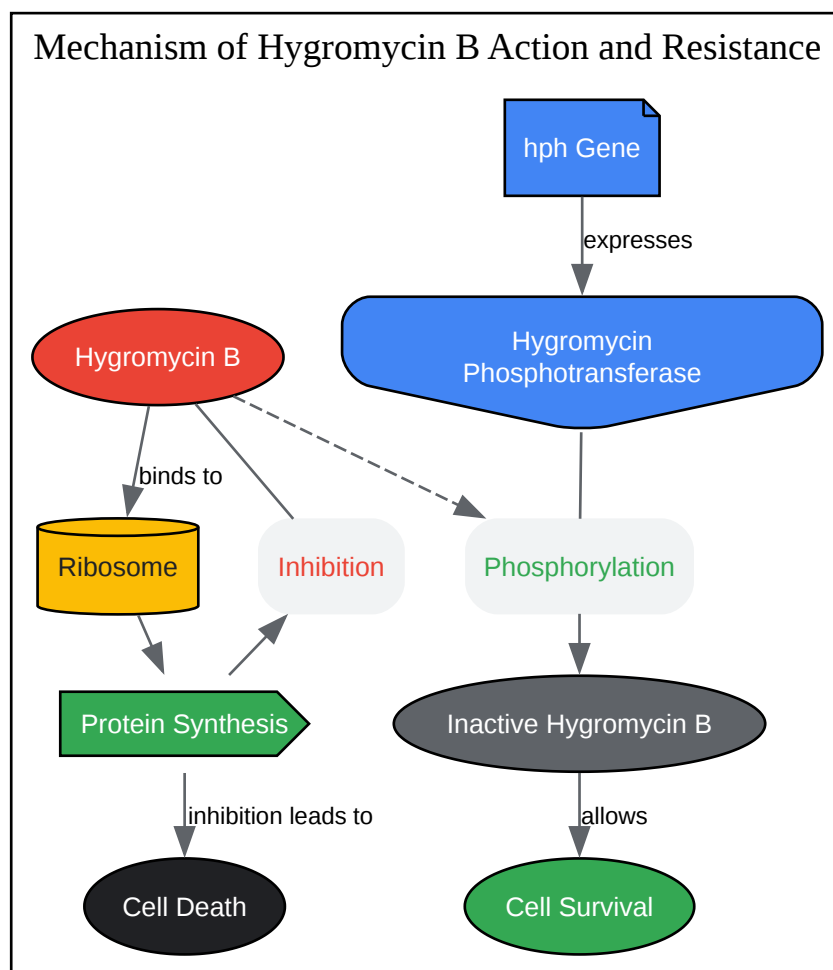 Mechanism of Hygromycin B Action and Resistance
hph Gene
expresses
Hygromycin
Phosphotransferase
Hygromycin B
binds to
Ribosome
Inhibition
Phosphorylation
Protein Synthesis
Inactive Hygromycin B
inhibition leads to
allows
Cell Death
Cell Survival